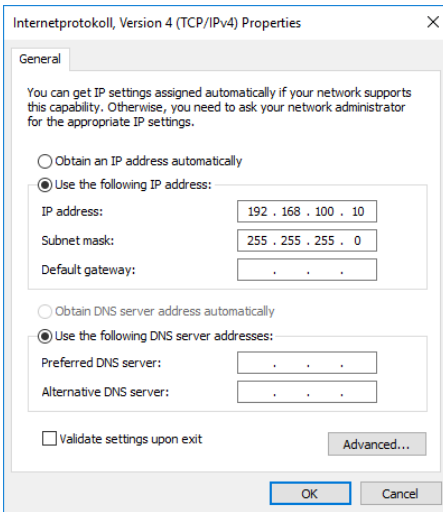 Internetprotokoll, Version 4 (TCP/IPv4) Properties
General
You can get IP settings assigned automatically if your network supports
this capability. Otherwise, you need to ask your network administrator
for the appropriate IP settings.
Obtain an IP address automatically
Use the following IP address:
IP address: 192 . 168 . 100 . 10
Subnet mask: 255 . 255 . 255 . 0
Default gateway: . . .
Obtain DNS server address automatically
Use the following DNS server addresses:
Preferred DNS server: . . .
Alternative DNS server: . . .
Validate settings upon exit
Advanced...
OK Cancel